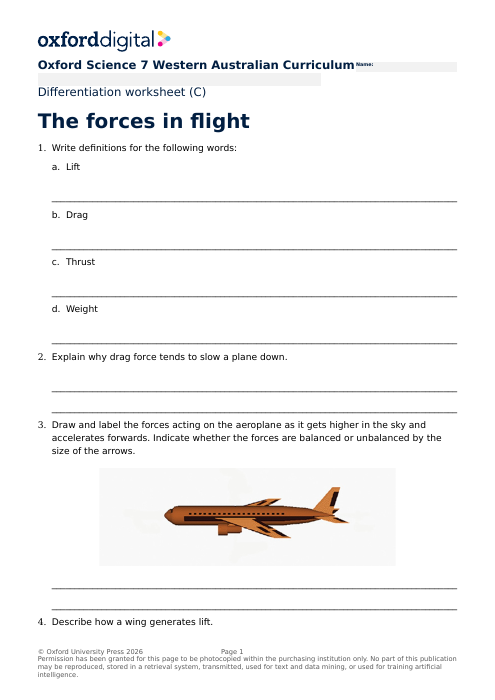 oxforddigital
Oxford Science 7 Western Australian Curriculum Name:
Differentiation worksheet (C)
The forces in flight
1. Write definitions for the following words:
a. Lift
b. Drag
c. Thrust
d. Weight
2. Explain why drag force tends to slow a plane down.
3. Draw and label the forces acting on the aeroplane as it gets higher in the sky and
accelerates forwards. Indicate whether the forces are balanced or unbalanced by the
size of the arrows.
4. Describe how a wing generates lift.
© Oxford University Press 2026 Page 1
Permission has been granted for this page to be photocopied within the purchasing institution only. No part of this publication
may be reproduced, stored in a retrieval system, transmitted, used for text and data mining, or used for training artificial
intelligence.